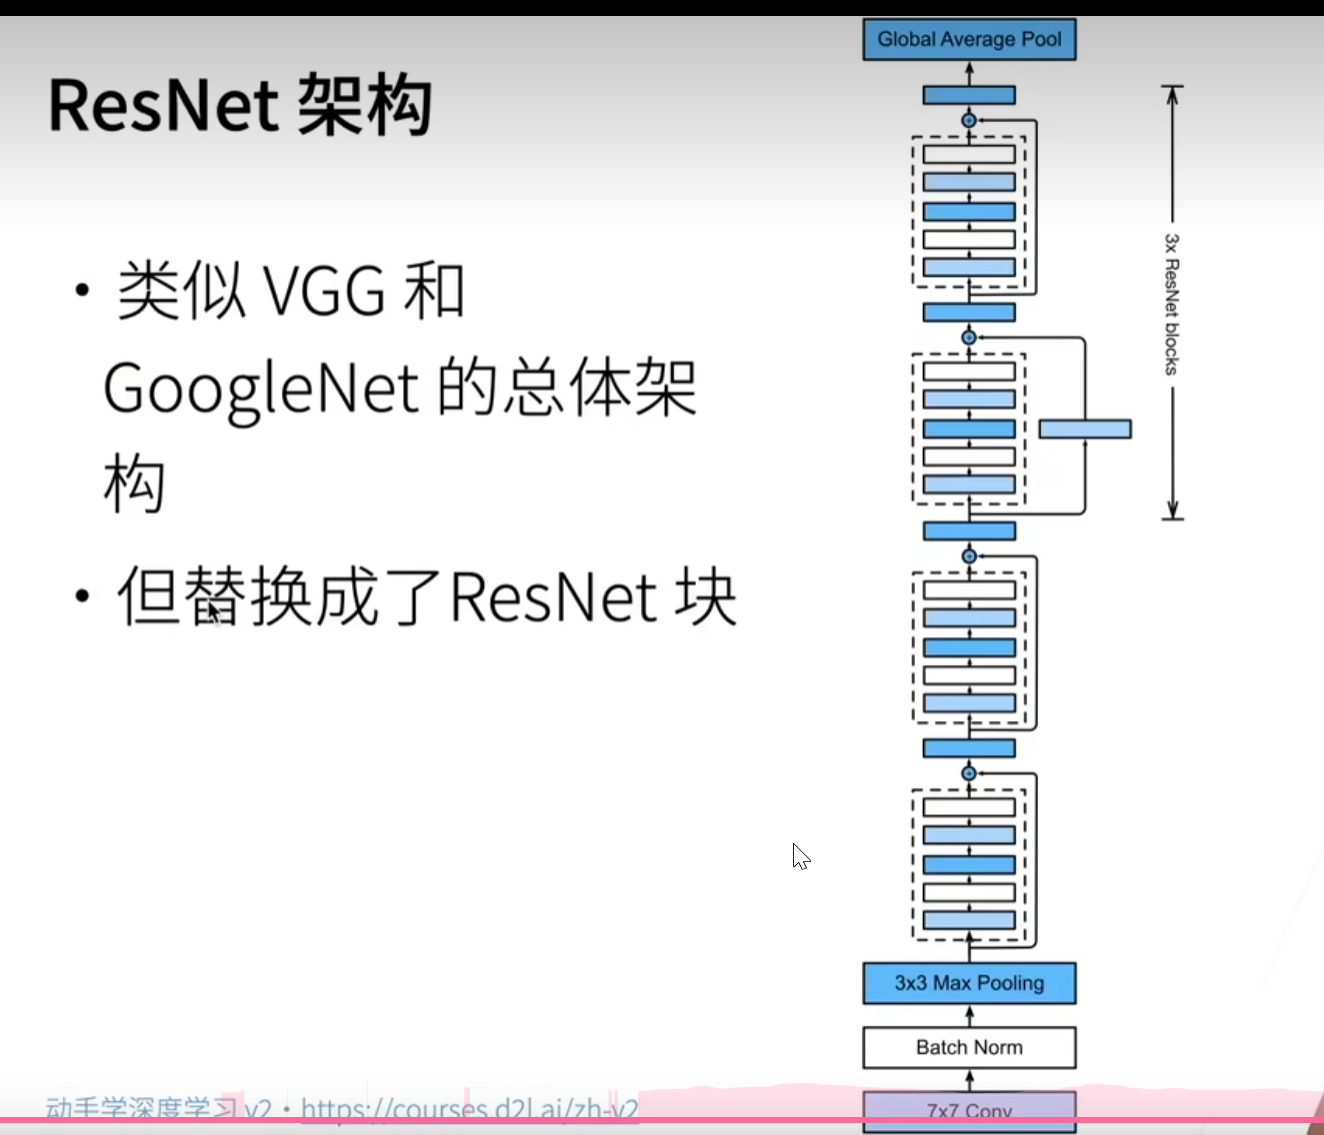 ResNet 架构
• 类似 VGG 和
GoogleNet 的总体架
构
• 但替换成了ResNet 块
Global Average Pool
3x ResNet blocks
3x3 Max Pooling
Batch Norm
7x7 Conv
动手学深度学习 v2 • https://courses.d2l.ai/zh-v2